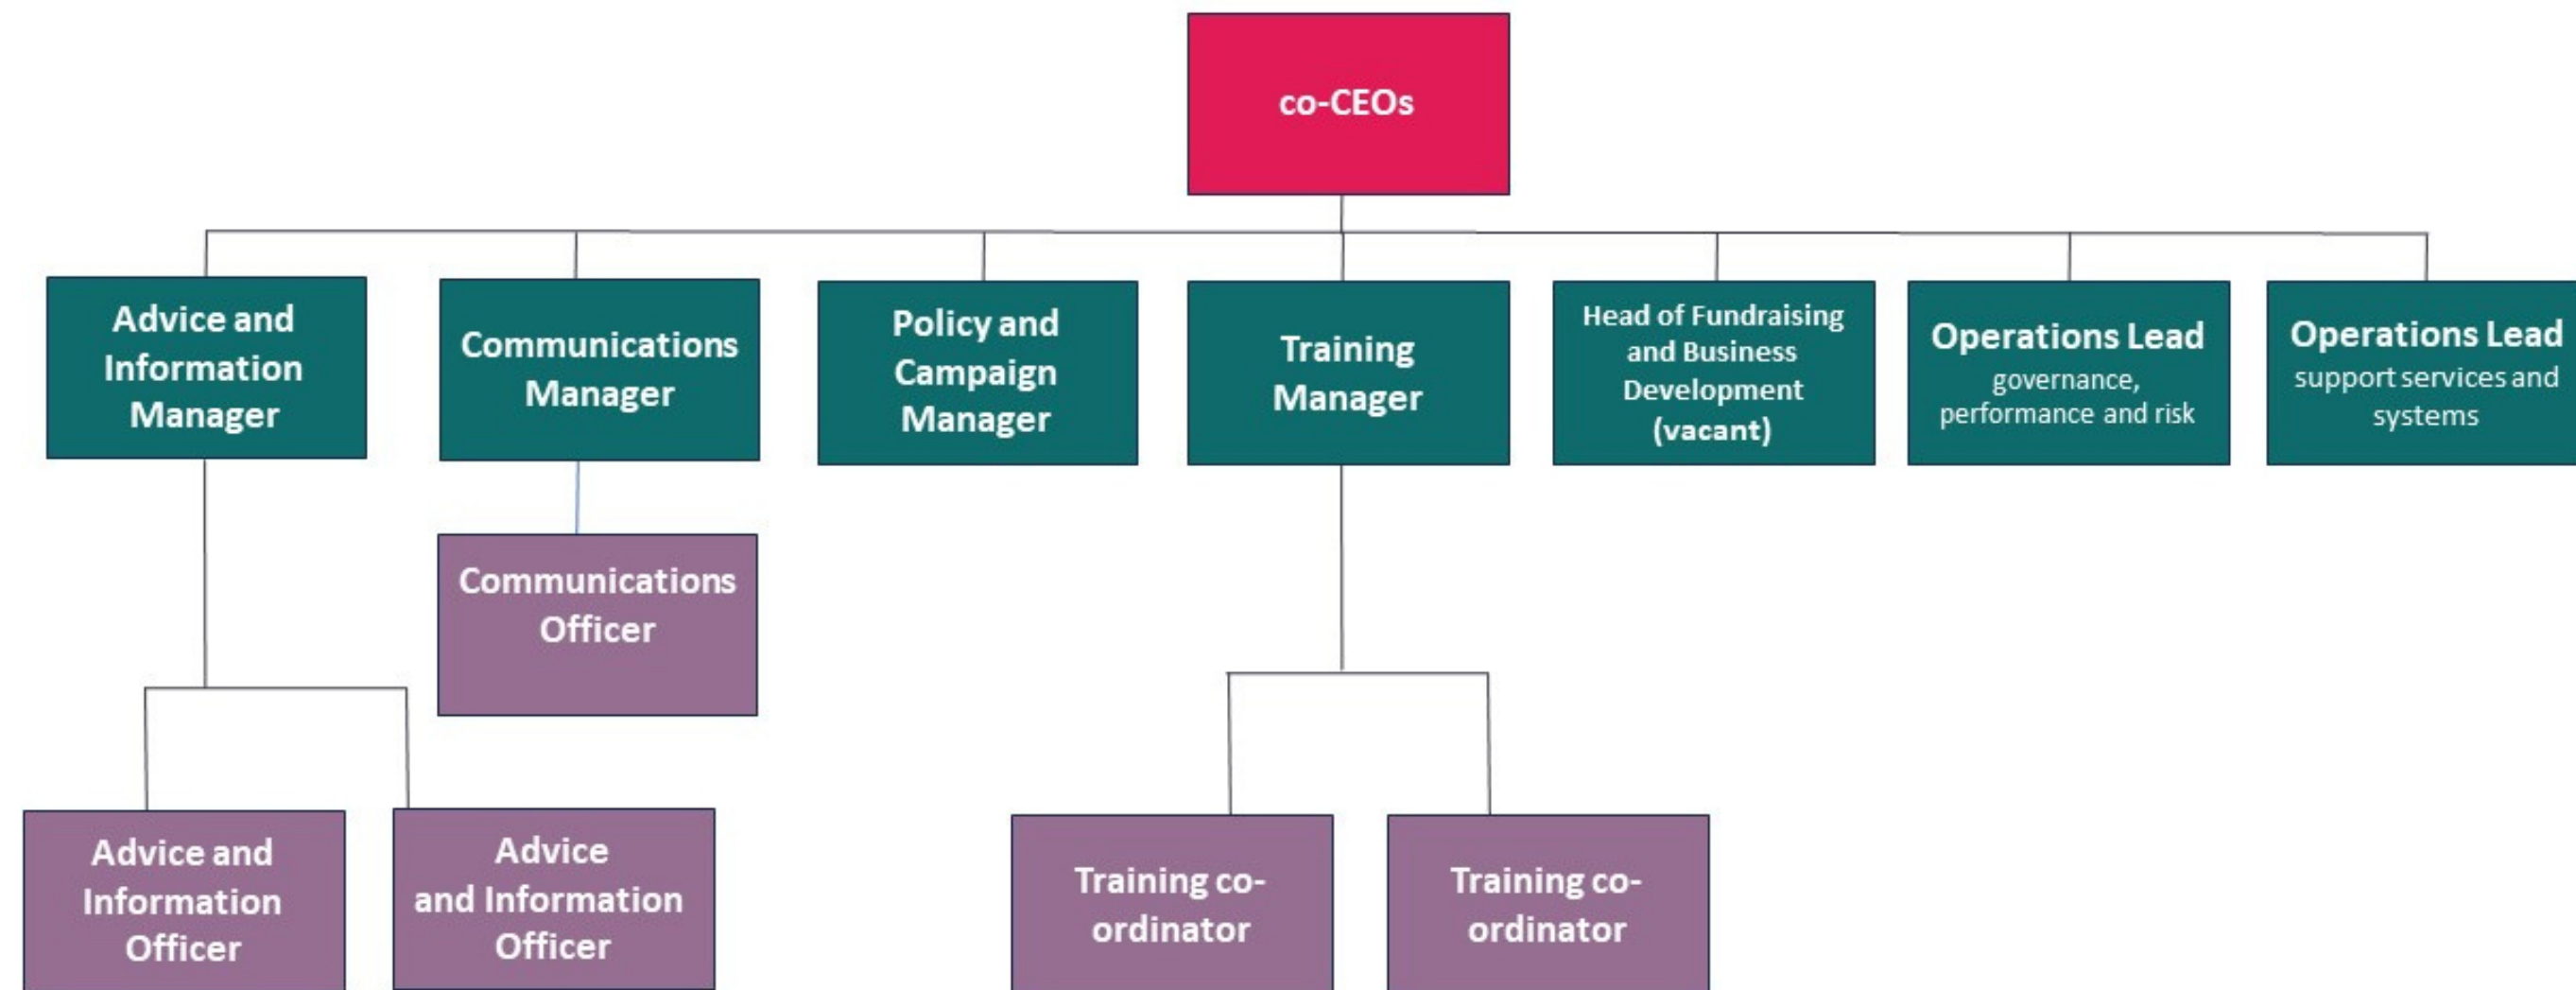 co-CEOs
Advice and
Information
Manager
Communications
Manager
Policy and
Campaign
Manager
Training
Manager
Head of Fundraising
and Business
Development
(vacant)
Operations Lead
governance,
performance and risk
Operations Lead
support services and
systems
Communications
Officer
Advice and
Information
Officer
Advice
and Information
Officer
Training co-
ordinator
Training co-
ordinator